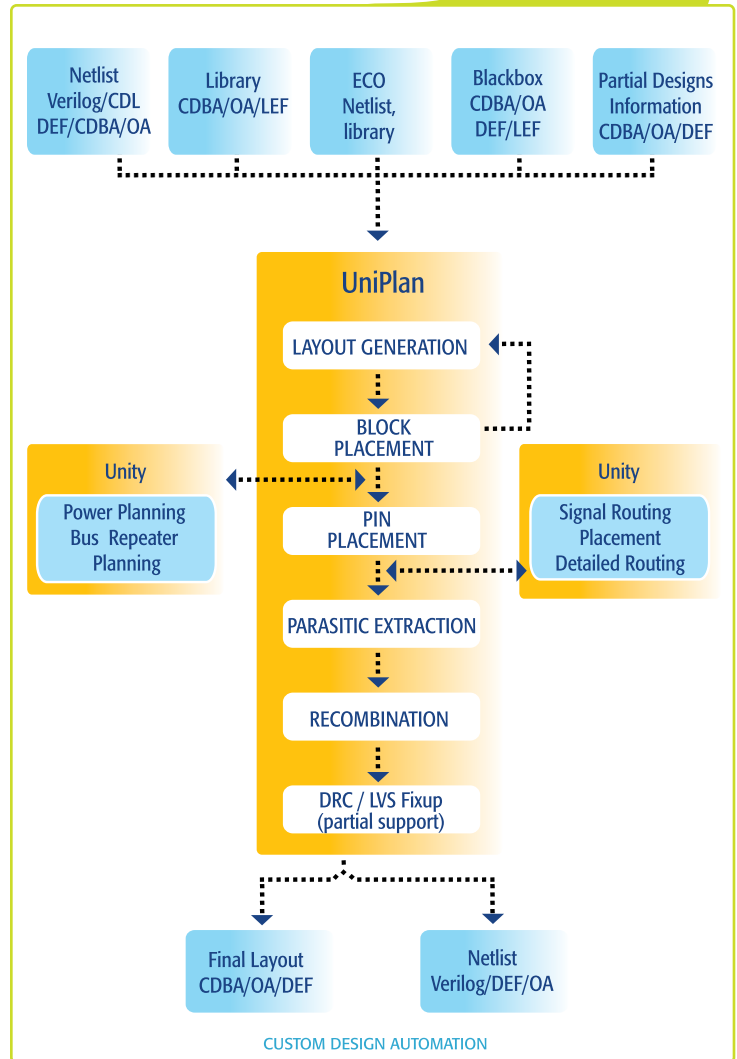 Netlist
Verilog/CDL
DEF/CDBA/OA
Library
CDBA/OA/LEF
ECO
Netlist,
library
Blackbox
CDBA/OA
DEF/LEF
Partial Designs
Information
CDBA/OA/DEF
UniPlan
LAYOUT GENERATION
BLOCK
PLACEMENT
Unity
Power Planning
Bus Repeater
Planning
PIN
PLACEMENT
Unity
Signal Routing
Placement
Detailed Routing
PARASITIC EXTRACTION
RECOMBINATION
DRC / LVS Fixup
(partial support)
Final Layout
CDBA/OA/DEF
Netlist
Verilog/DEF/OA
CUSTOM DESIGN AUTOMATION